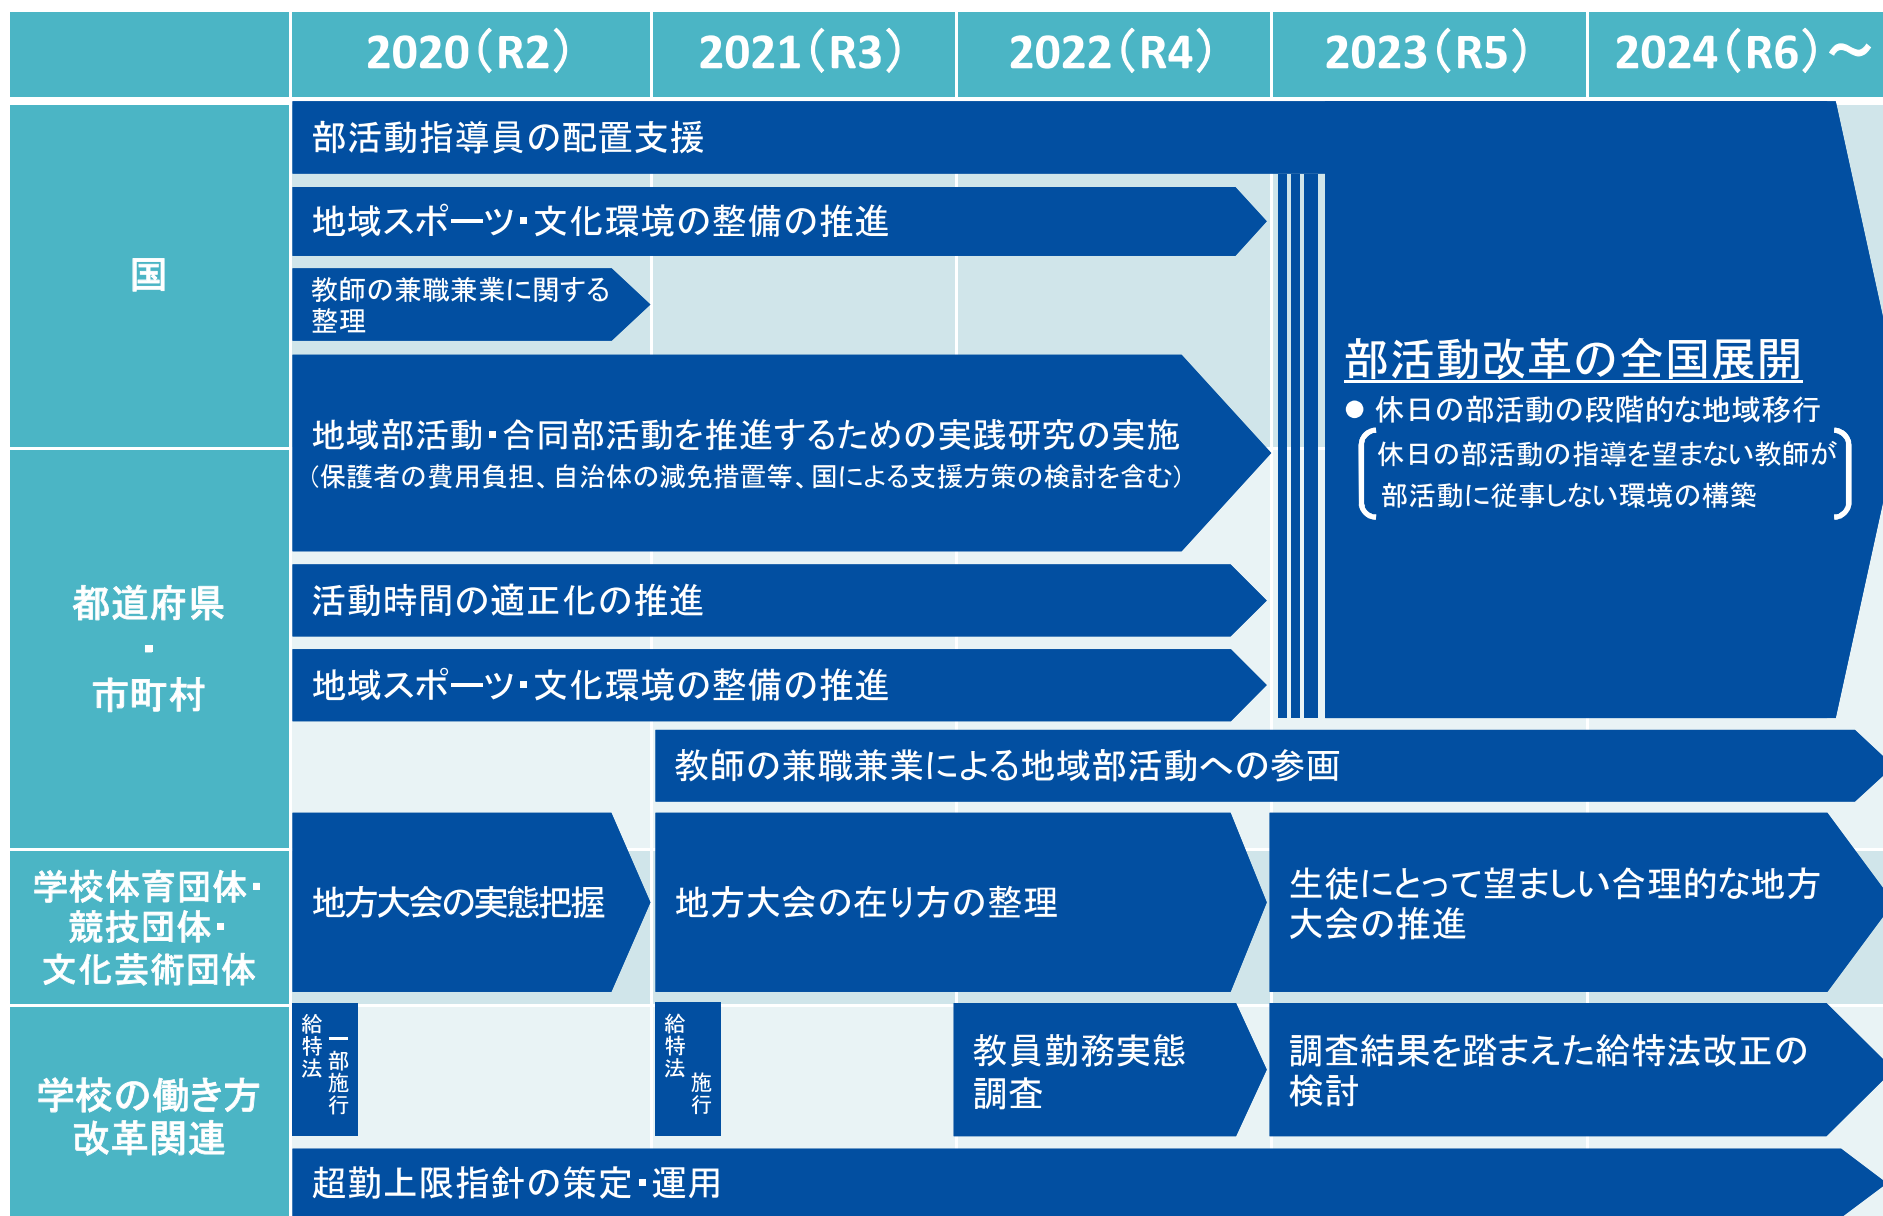 2020（R2）
2021（R3）
2022（R4）
2023（R5）
2024（R6）～
国
部活動指導員の配置支援
地域スポーツ・文化環境の整備の推進
教師の兼職兼業に関する
整理
地域部活動・合同部活動を推進するための実践研究の実施
（保護者の費用負担、自治体の減免措置等、国による支援方策の検討を含む）
部活動改革の全国展開
● 休日の部活動の段階的な地域移行
休日の部活動の指導を望まない教師が
部活動に従事しない環境の構築
都道府県
・
市町村
活動時間の適正化の推進
地域スポーツ・文化環境の整備の推進
教師の兼職兼業による地域部活動への参画
学校体育団体・
競技団体・
文化芸術団体
地方大会の実態把握
地方大会の在り方の整理
生徒にとって望ましい合理的な地方
大会の推進
学校の働き方
改革関連
給特法
一部施行
給特法
施行
教員勤務実態
調査
調査結果を踏まえた給特法改正の
検討
超勤上限指針の策定・運用